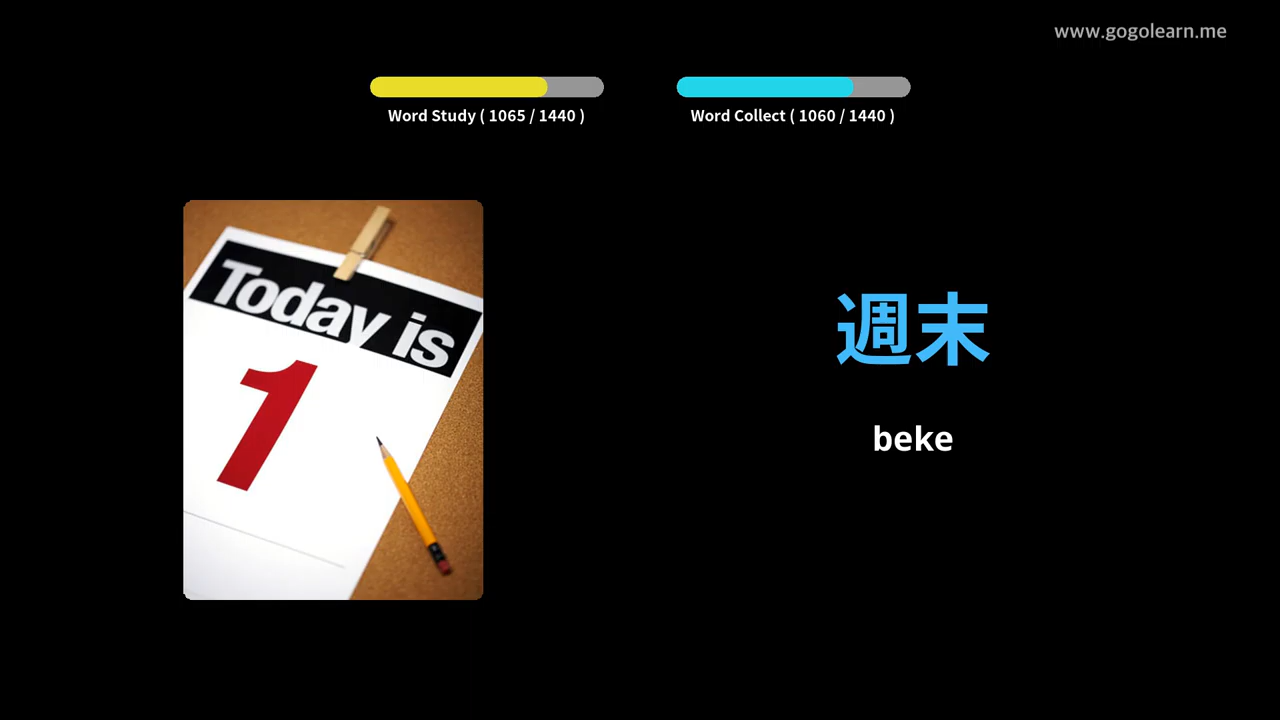 www.gogolearn.me
Word Study ( 1065 / 1440 )
Word Collect ( 1060 / 1440 )
Today is
1
週末
beke